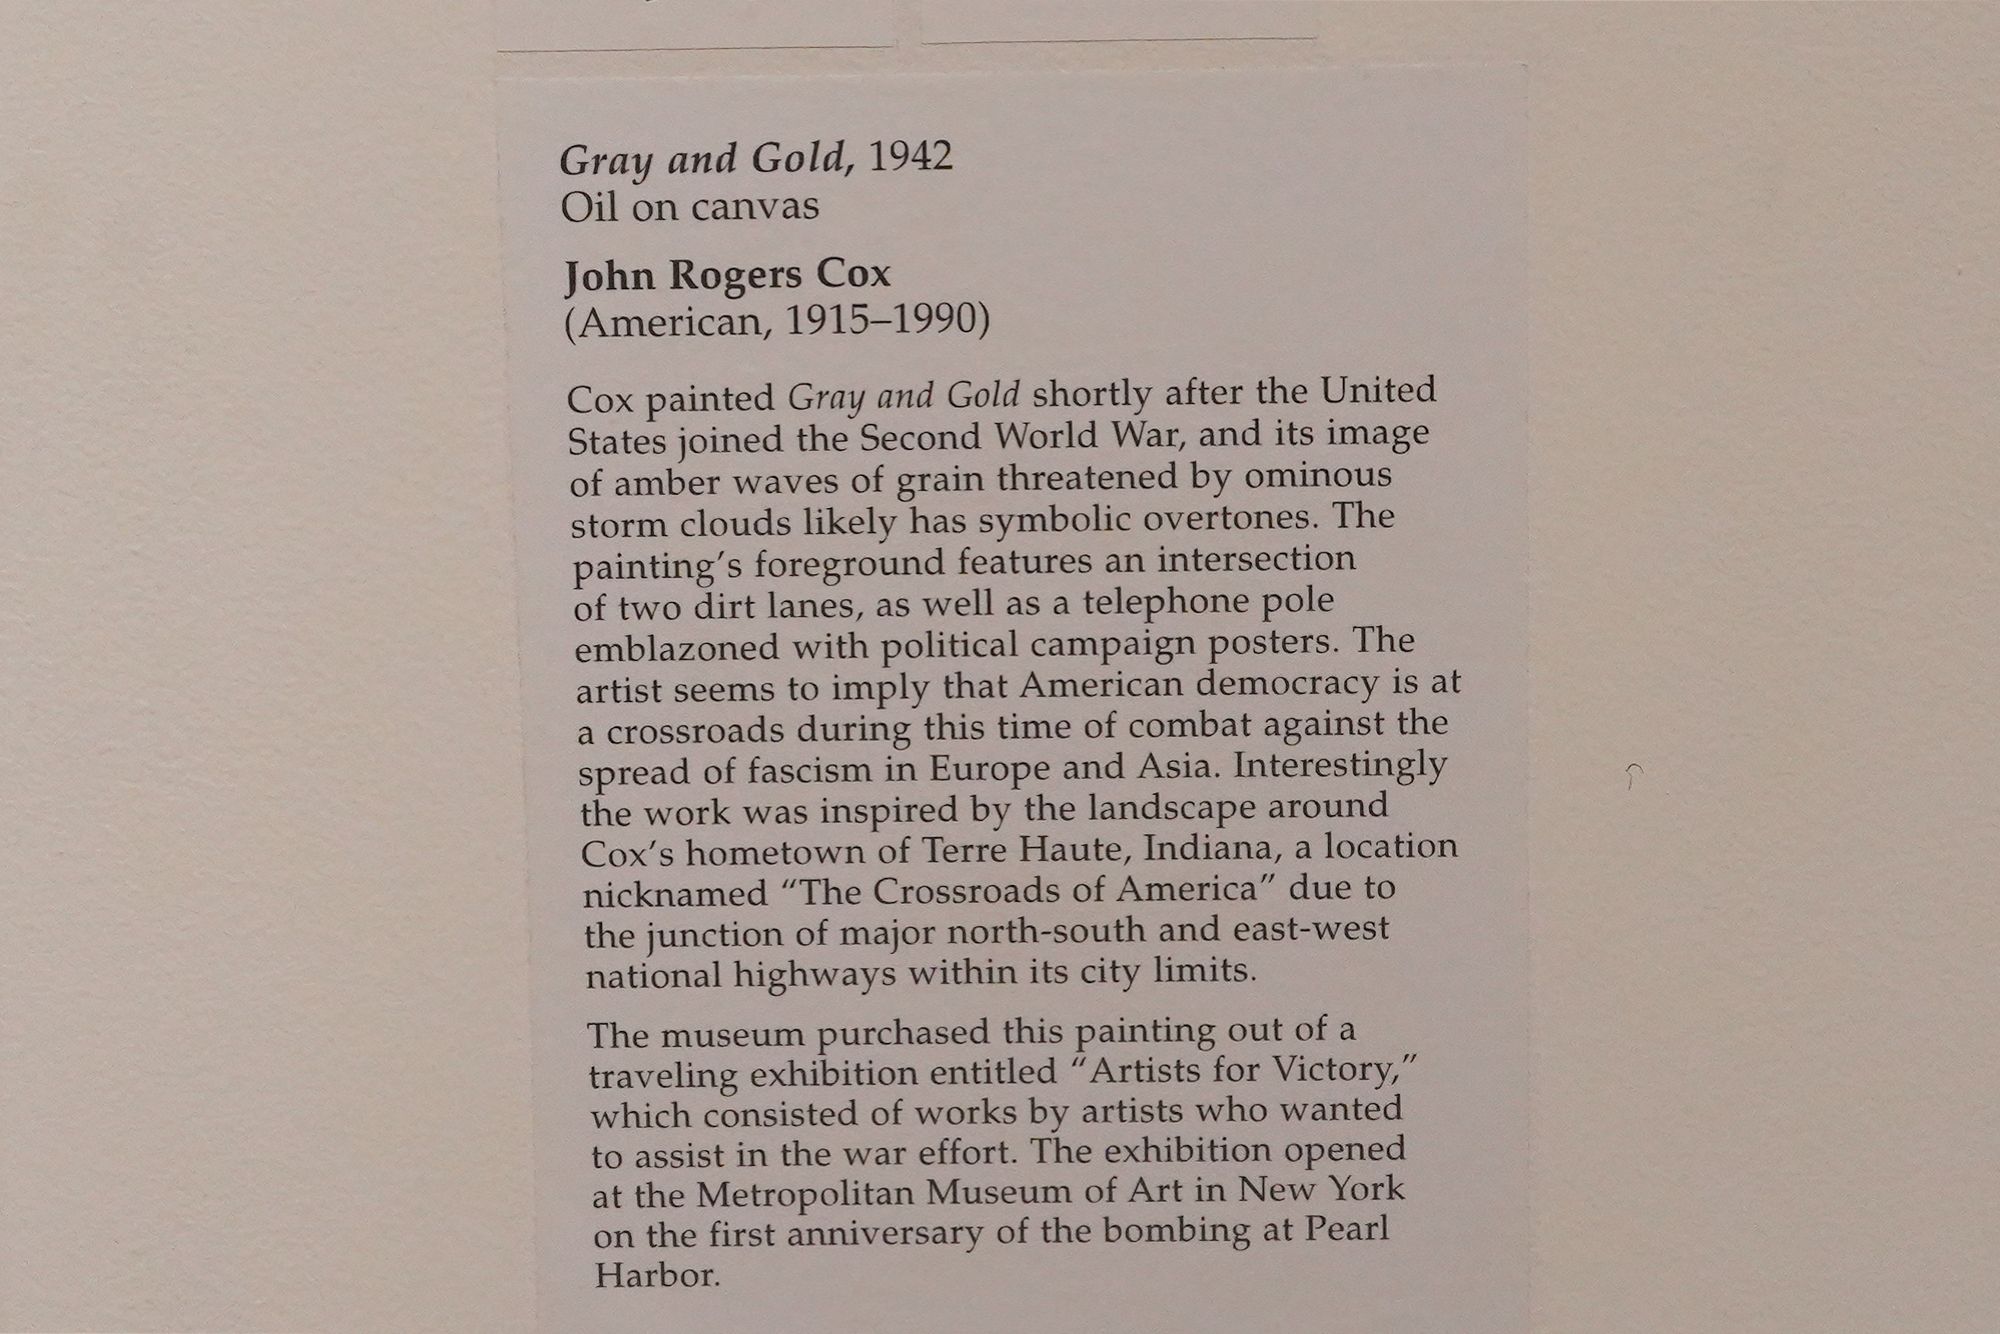 Gray and Gold, 1942
Oil on canvas
John Rogers Cox
(American, 1915–1990)
Cox painted Gray and Gold shortly after the United
States joined the Second World War, and its image
of amber waves of grain threatened by ominous
storm clouds likely has symbolic overtones. The
painting’s foreground features an intersection
of two dirt lanes, as well as a telephone pole
emblazoned with political campaign posters. The
artist seems to imply that American democracy is at
a crossroads during this time of combat against the
spread of fascism in Europe and Asia. Interestingly
the work was inspired by the landscape around
Cox’s hometown of Terre Haute, Indiana, a location
nicknamed “The Crossroads of America” due to
the junction of major north-south and east-west
national highways within its city limits.
The museum purchased this painting out of a
traveling exhibition entitled “Artists for Victory,”
which consisted of works by artists who wanted
to assist in the war effort. The exhibition opened
at the Metropolitan Museum of Art in New York
on the first anniversary of the bombing at Pearl
Harbor.